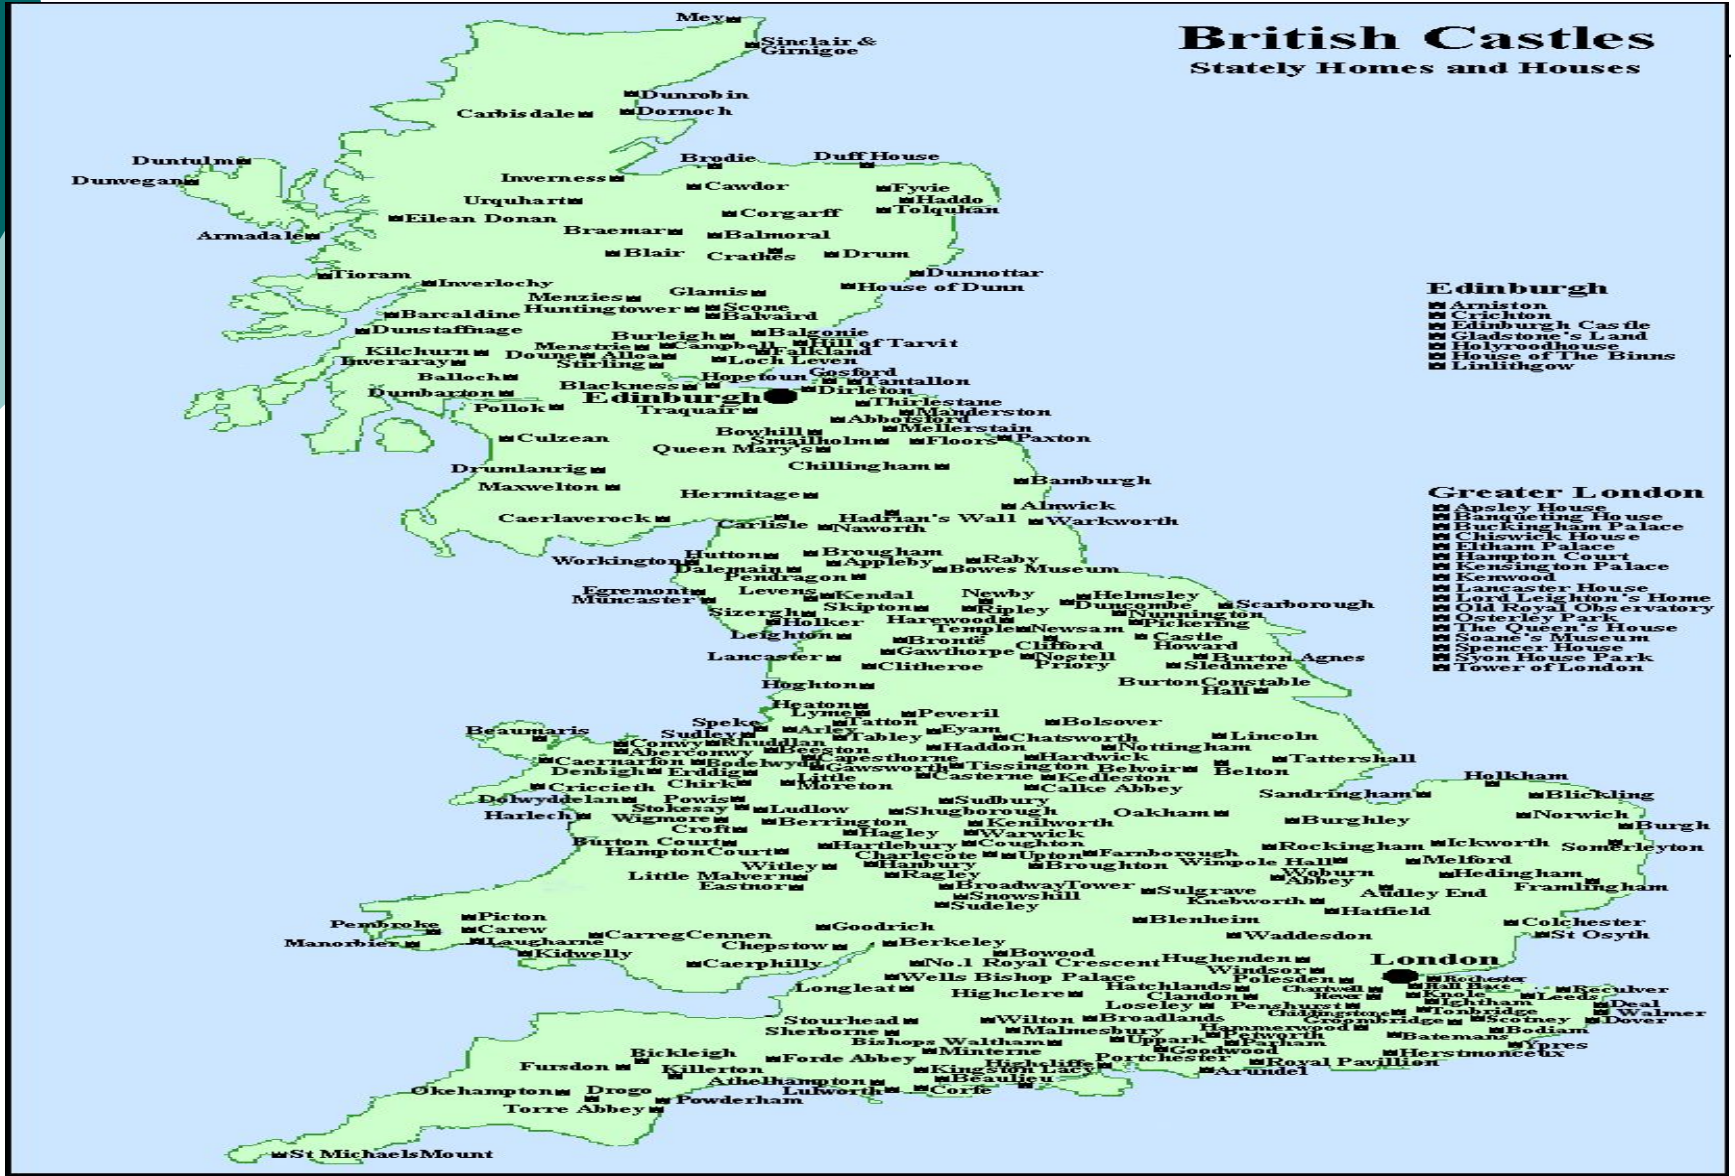 British Castles
Stately Homes and Houses
Mey
Sinclair &
Girnigoe
Dunrobin
Carbisdale
Dornoch
Duntulm
Brodie
Duff House
Dunvegan
Inverness
Cawdor
Fyvie
Urquhart
Haddo
Eilean Donan
Corgarff
Tolquhan
Armadale
Braemar
Balmoral
Blair
Crathes
Drum
Tioram
Dunnottar
Inverlochy
House of Dunn
Menzies
Glamis
Huntingtower
Scone
Barcaldine
Balvaird
Dunstaffnage
Burleigh
Balgonie
Menstrie
Campbell
Hill of Tarvit
Kilchurn
Doune
Alloa
Falkland
Inveraray
Stirling
Loch Leven
Balloch
Hopetoun
Gosford
Blackness
Tantallon
Dumbarton
Edinburgh
Dirleton
Pollok
Traquair
Thirlestane
Manderston
Abbotsford
Culzean
Bowhill
Mellerstain
Smailholm
Floors
Paxton
Queen Mary's
Drumlanrig
Chillingham
Maxwelton
Bamburgh
Hermitage
Alnwick
Caerlaverock
Carlisle
Hadrian's Wall
Warkworth
Naworth
Workington
Hutton
Brougham
Raby
Dalemain
Appleby
Bowes Museum
Pendragon
Egremont
Levens
Kendal
Newby
Helmsley
Muncaster
Sizergh
Skipton
Ripley
Duncombe
Scarborough
Nunnington
Holker
Harewood
Pickering
Leighton
Temple Newsam
Brontë
Clifford
Castle
Howard
Lancaster
Gawthorpe
Nostell
Priory
Burton Agnes
Clitheroe
Sledmere
Hoghton
BurtonConstable
Hall
Heaton
Lyme
Peveril
Speke
Tatton
Bolsover
Beaumaris
Sudley
Arley
Eyam
Lincoln
Conwy
Rhuddlan
Tabley
Chatsworth
Aberconwy
Beeston
Haddon
Nottingham
Caernarfon
Bodelwydd
Capesthorne
Hardwick
Tattershall
Denbigh
Erddig
Gawsworth
Tissington
Belvoir
Belton
Criccieth
Chirk
Little
Moreton
Casterne
Kedleston
Holkham
Calke Abbey
Dolwyddelan
Powis
Sudbury
Sandringham
Blickling
Stokesay
Ludlow
Shugborough
Oakham
Harlech
Wigmore
Berrington
Kenilworth
Burghley
Norwich
Croft
Hagley
Warwick
Burgh
Burton Court
Hartlebury
Coughton
Rockingham
Ickworth
Somerleyton
HamptonCourt
Charlecote
Upton
Farnborough
Witley
Hanbury
Broughton
Wimpole Hall
Melford
Little Malvern
Ragley
Woburn
Abbey
Hedingham
Eastnor
BroadwayTower
Sulgrave
Audley End
Framlingham
Snowshill
Knebworth
Sudeley
Hatfield
Picton
Blenheim
Colchester
Pembroke
Carew
Goodrich
Waddesdon
St Osyth
Manorbier
Laugharne
CarregCennen
Chepstow
Berkeley
Kidwelly
Bowood
Hughenden
London
Caerphilly
No.1 Royal Crescent
Windsor
Wells Bishop Palace
Polesden
Rochester
Longleat
Highclere
Hatchlands
Chartwell
Hall Place
Reculver
Clandon
Hever
Knole
Leeds
Loseley
Penshurst
Ightham
Deal
Chiddingstone
Tonbridge
Walmer
Stourhead
Wilton
Broadlands
Groombridge
Scotney
Dover
Sherborne
Malmesbury
Hammerwood
Bodiam
Bishops Waltham
Uppark
Petworth
Batemans
Ypres
Parham
Bickleigh
Forde Abbey
Minterne
Goodwood
Herstmonceux
Fursdon
Killerton
Highcliffe
Portchester
Royal Pavillion
Kingston Lacy
Arundel
Athelhampton
Beaulieu
Okehampton
Drogo
Lulworth
Corfe
Powderham
Torre Abbey
St MichaelsMount
Edinburgh
Arniston
Crichton
Edinburgh Castle
Gladstone's Land
Holyroodhouse
House of The Binns
Linlithgow
Greater London
Apsley House
Banqueting House
Buckingham Palace
Chiswick House
Eltham Palace
Hampton Court
Kensington Palace
Kenwood
Lancaster House
Lord Leighton's Home
Old Royal Observatory
Osterley Park
The Queen's House
Soane's Museum
Spencer House
Syon House Park
Tower of London